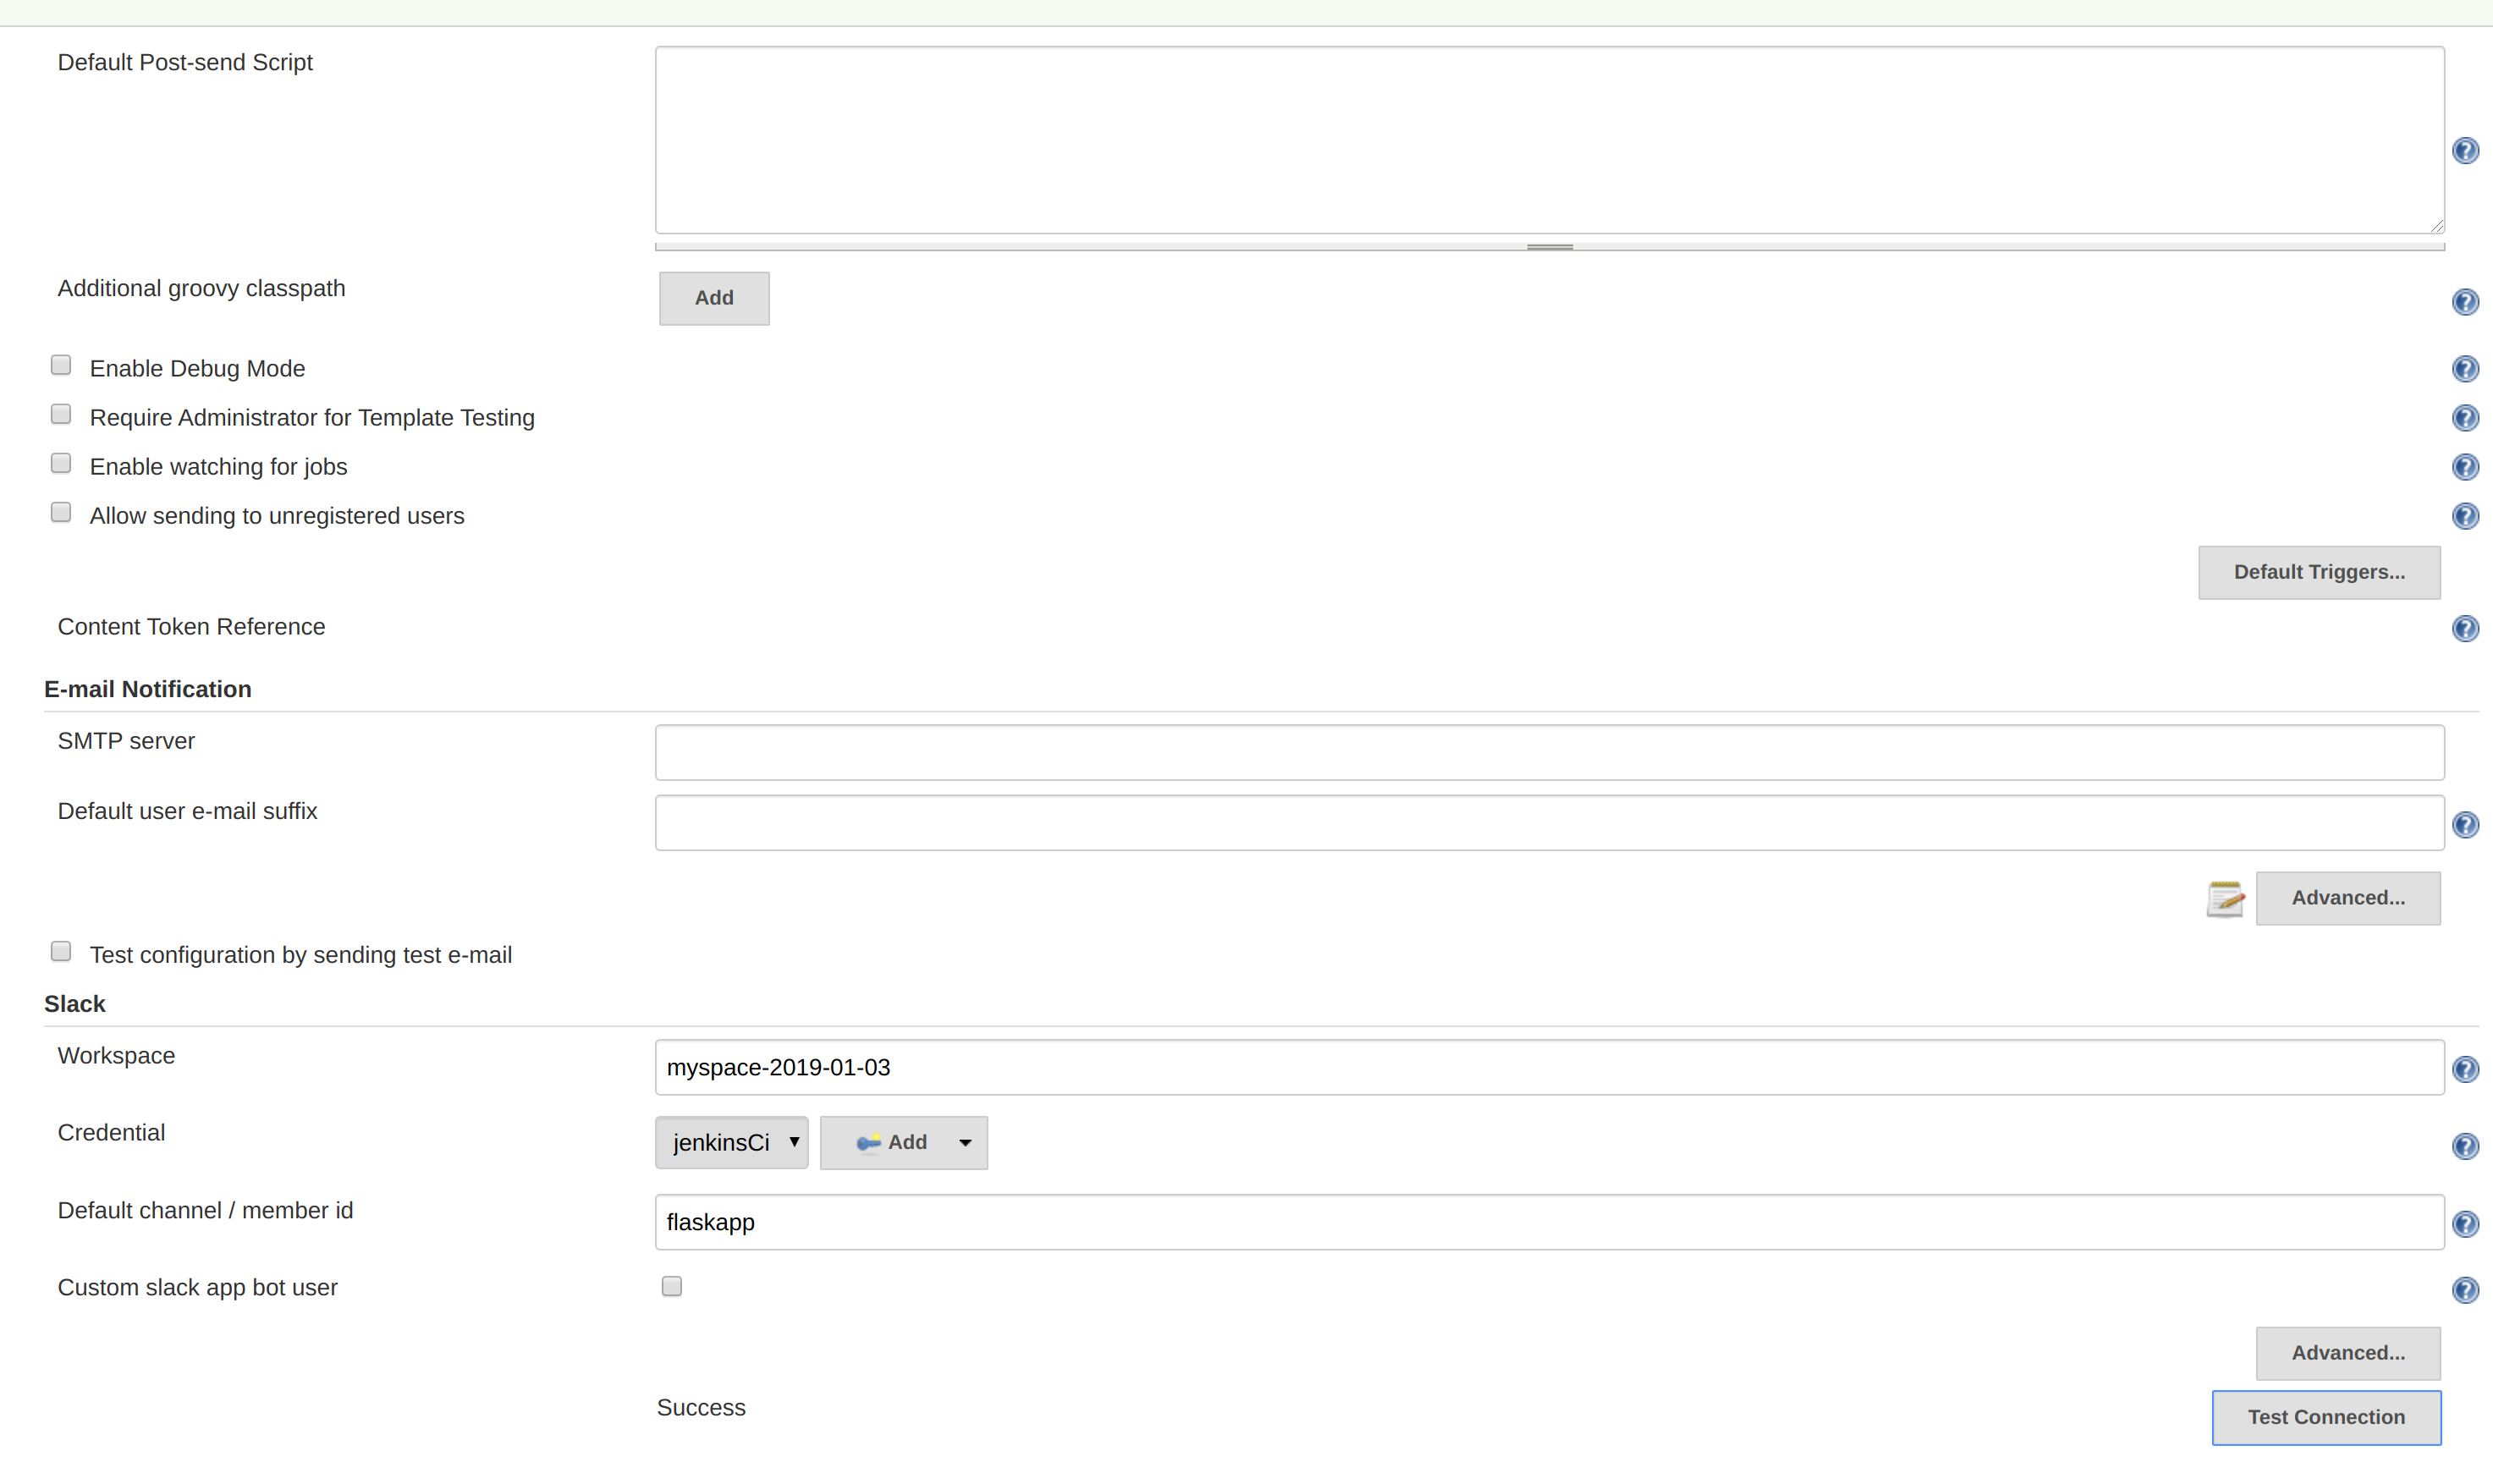 Default Post-send Script
Additional groovy classpath
Add
Enable Debug Mode
Require Administrator for Template Testing
Enable watching for jobs
Allow sending to unregistered users
Default Triggers...
Content Token Reference
E-mail Notification
SMTP server
Default user e-mail suffix
Advanced...
Test configuration by sending test e-mail
Slack
Workspace
myspace-2019-01-03
Credential
jenkinsCi
Add
Default channel / member id
flaskapp
Custom slack app bot user
Advanced...
Success
Test Connection